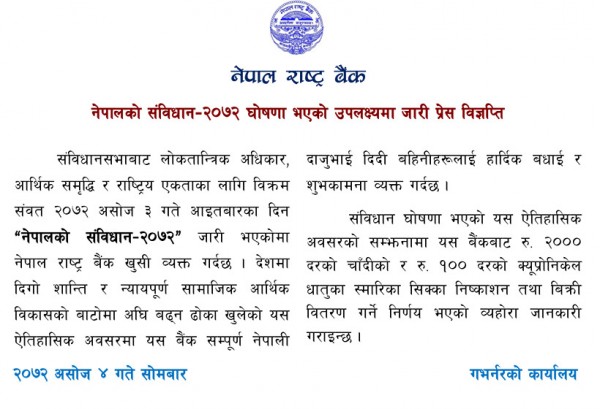 नेपाल राष्ट्र बैंक
नेपालको संविधान-२०७२ घोषणा भएको उपलक्ष्यमा जारी प्रेस विज्ञप्ति
संविधानसभाबाट लोकतान्त्रिक अधिकार,
आर्थिक समृद्धि र राष्ट्रिय एकताका लागि विक्रम
संवत २०७२ असोज ३ गते आइतबारका दिन
“नेपालको संविधान-२०७२” जारी भएकोमा
नेपाल राष्ट्र बैंक खुसी व्यक्त गर्दछ । देशमा
दिगो शान्ति र न्यायपूर्ण सामाजिक आर्थिक
विकासको बाटोमा अघि बढ्न ढोका खुलेको यस
ऐतिहासिक अवसरमा यस बैंक सम्पूर्ण नेपाली
दाजुभाई दिदी बहिनीहरूलाई हार्दिक बधाई र
शुभकामना व्यक्त गर्दछ ।
संविधान घोषणा भएको यस ऐतिहासिक
अवसरको सम्झनामा यस बैंकबाट रु. २०००
दरको चाँदीको र रु. १०० दरको क्यूप्रोनिकेल
धातुका स्मारिका सिक्का निष्काशन तथा बिक्री
वितरण गर्ने निर्णय भएको व्यहोरा जानकारी
गराइन्छ ।
२०७२ असोज ४ गते सोमबार
गभर्नरको कार्यालय